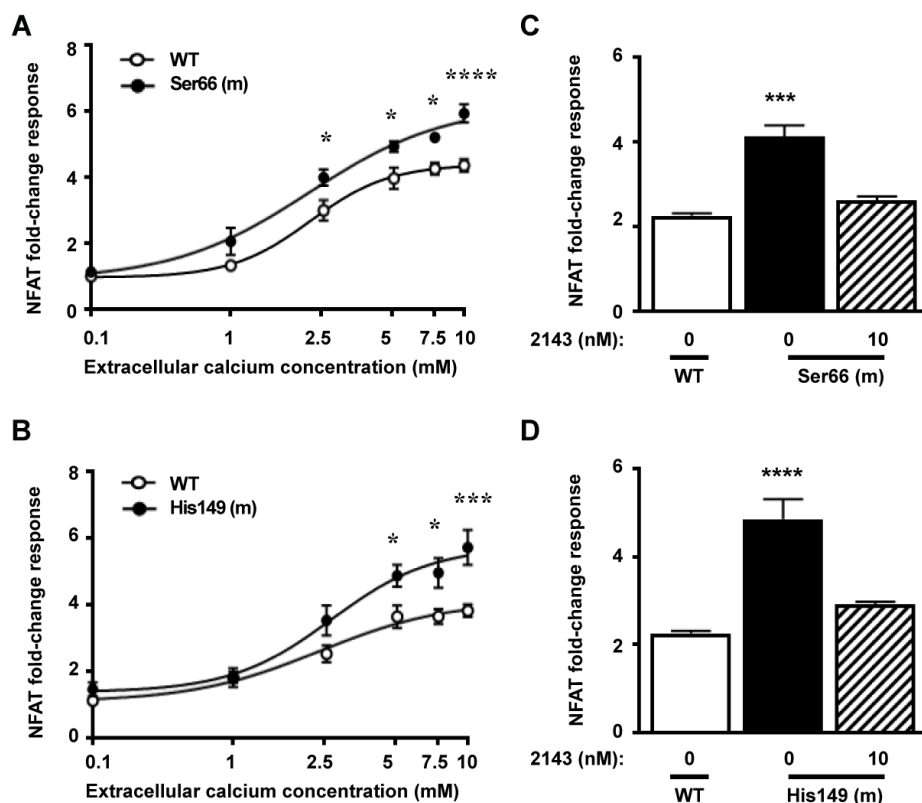 A
NFAT fold-change response
8
6
4
2
0
WT
Ser66 (m)
*
*
*
****
0.1 1 2.5 5 7.5 10
Extracellular calcium concentration (mM)
B
NFAT fold-change response
8
6
4
2
0
WT
His149 (m)
*
*
***
0.1 1 2.5 5 7.5 10
Extracellular calcium concentration (mM)
C
NFAT fold-change response
6
4
2
0
***
2143 (nM): 0 0 10
WT Ser66 (m)
D
NFAT fold-change response
6
4
2
0
****
2143 (nM): 0 0 10
WT His149 (m)